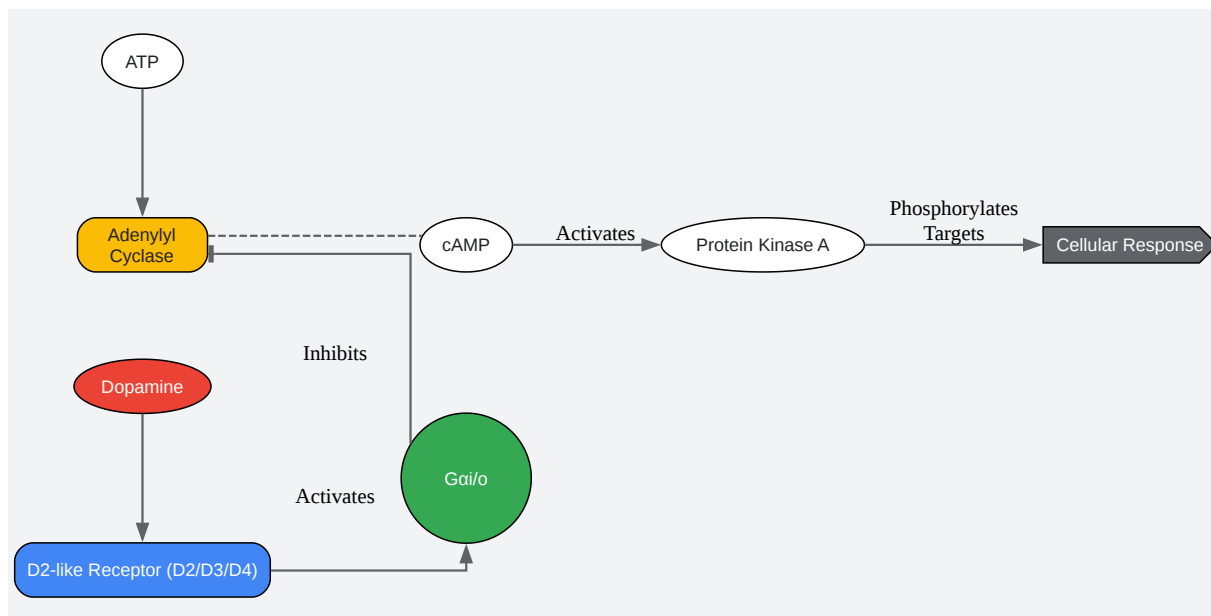 ATP
Adenylyl
Cyclase
cAMP
Activates
Protein Kinase A
Phosphorylates
Targets
Cellular Response
Inhibits
Dopamine
Gαi/o
Activates
D2-like Receptor (D2/D3/D4)